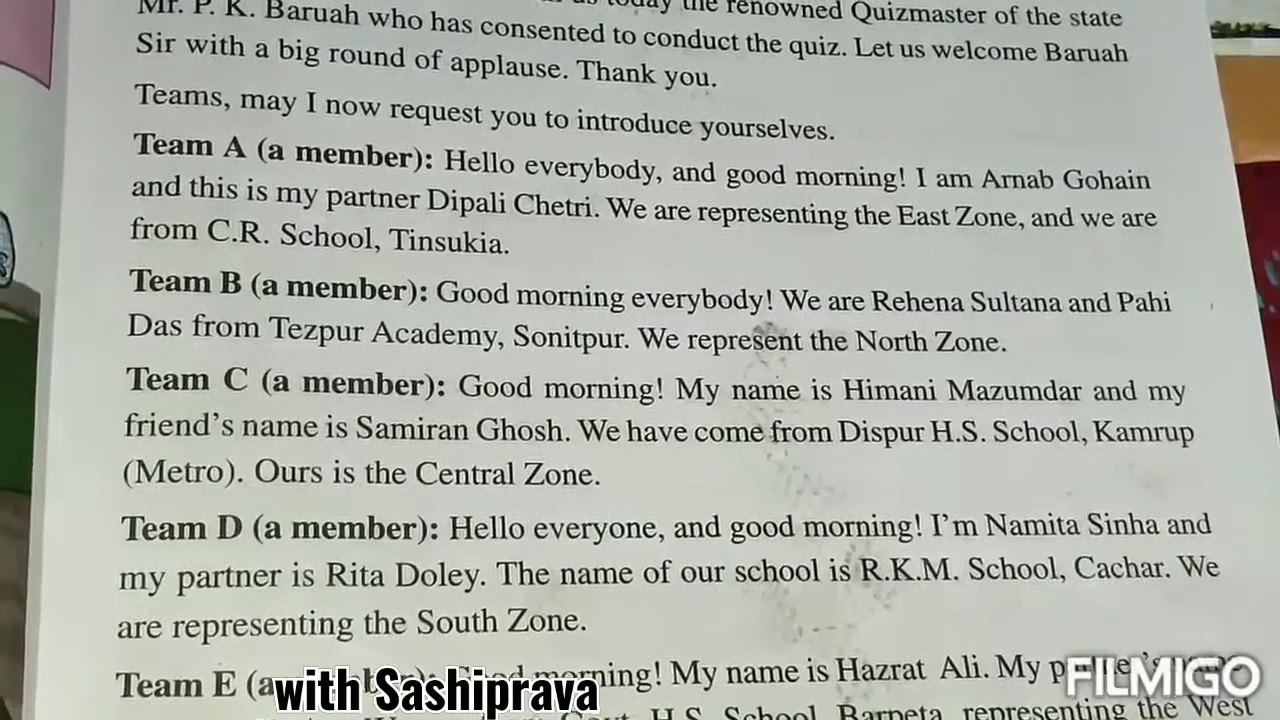 today the renowned Quizmaster of the state
Mr. P. K. Baruah who has consented to conduct the quiz. Let us welcome Baruah
Sir with a big round of applause. Thank you.
Teams, may I now request you to introduce yourselves.
Team A (a member): Hello everybody, and good morning! I am Arnab Gohain
and this is my partner Dipali Chetri. We are representing the East Zone, and we are
from C.R. School, Tinsukia.
Team B (a member): Good morning everybody! We are Rehena Sultana and Pahi
Das from Tezpur Academy, Sonitpur. We represent the North Zone.
Team C (a member): Good morning! My name is Himani Mazumdar and my
friend's name is Samiran Ghosh. We have come from Dispur H.S. School, Kamrup
(Metro). Ours is the Central Zone.
Team D (a member): Hello everyone, and good morning! I'm Namita Sinha and
my partner is Rita Doley. The name of our school is R.K.M. School, Cachar. We
are representing the South Zone.
Team E (a morning! My name is Hazrat Ali. My
H.S. School, Barpeta, representing the West
with Sashiprava
FILMIGO